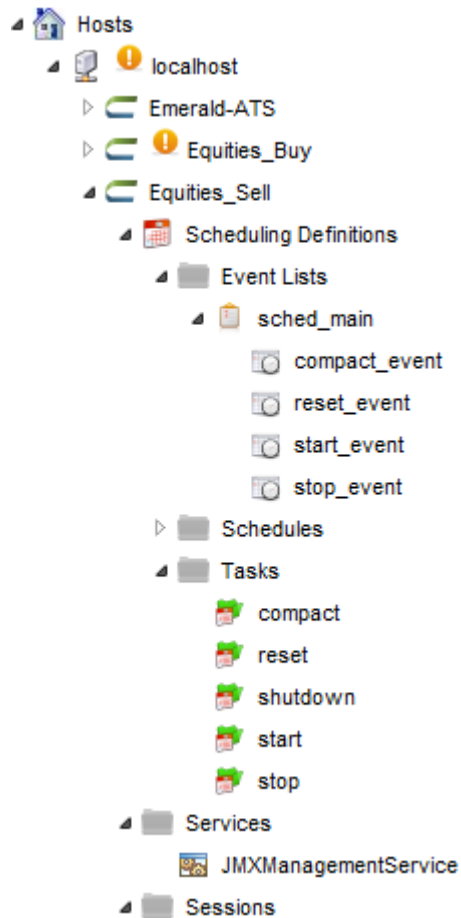 Hosts
localhost
Emerald-ATS
Equities_Buy
Equities_Sell
Scheduling Definitions
Event Lists
sched_main
compact_event
reset_event
start_event
stop_event
Schedules
Tasks
compact
reset
shutdown
start
stop
Services
JMXManagementService
Sessions